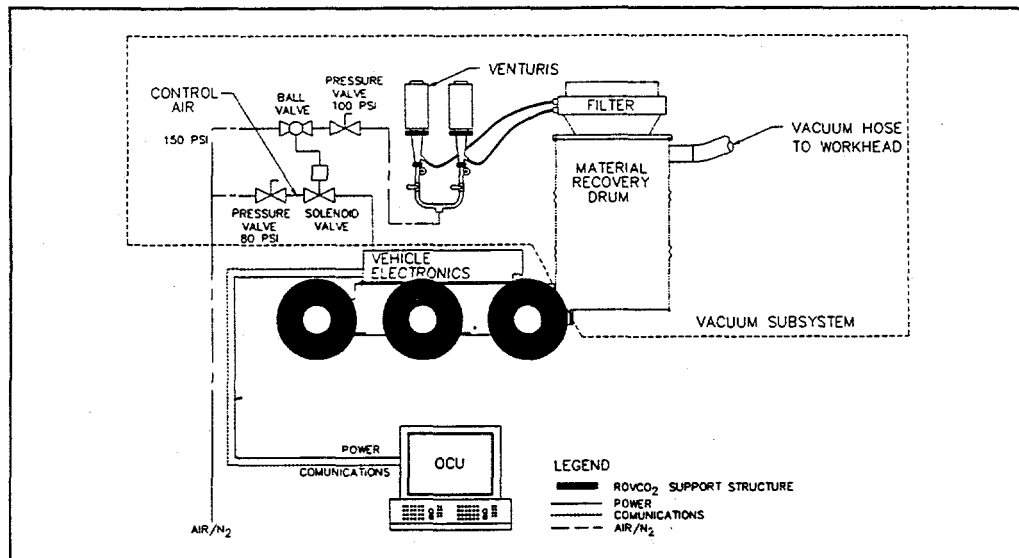 VENTURIS
PRESSURE
VALVE
100 PSI
BALL
VALVE
CONTROL
AIR
FILTER
150 PSI
VACUUM HOSE
TO WORKHEAD
MATERIAL
RECOVERY
DRUM
PRESSURE
VALVE
80 PSI
SOLENOID
VALVE
VEHICLE
ELECTRONICS
VACUUM SUBSYSTEM
POWER
COMUNICATIONS
OCU
AIR/N₂
LEGEND
ROVCO₂ SUPPORT STRUCTURE
POWER
COMUNICATIONS
AIR/N₂